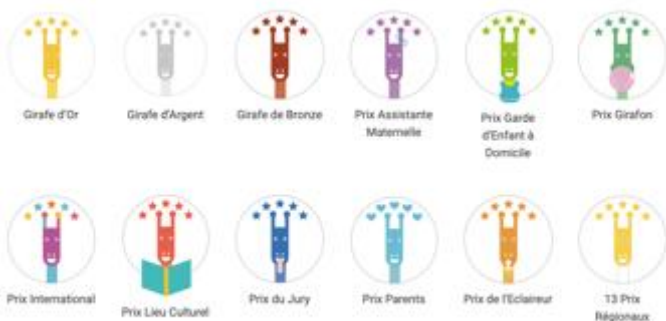 Girafe d'Or
Girafe d'Argent
Girafe de Bronze
Prix Assistante
Maternelle
Prix Garde
d'Enfant à
Domicile
Prix Girafon
Prix International
Prix Lieu Culturel
Prix du Jury
Prix Parents
Prix de l'Eclaireur
13 Prix
Régionaux